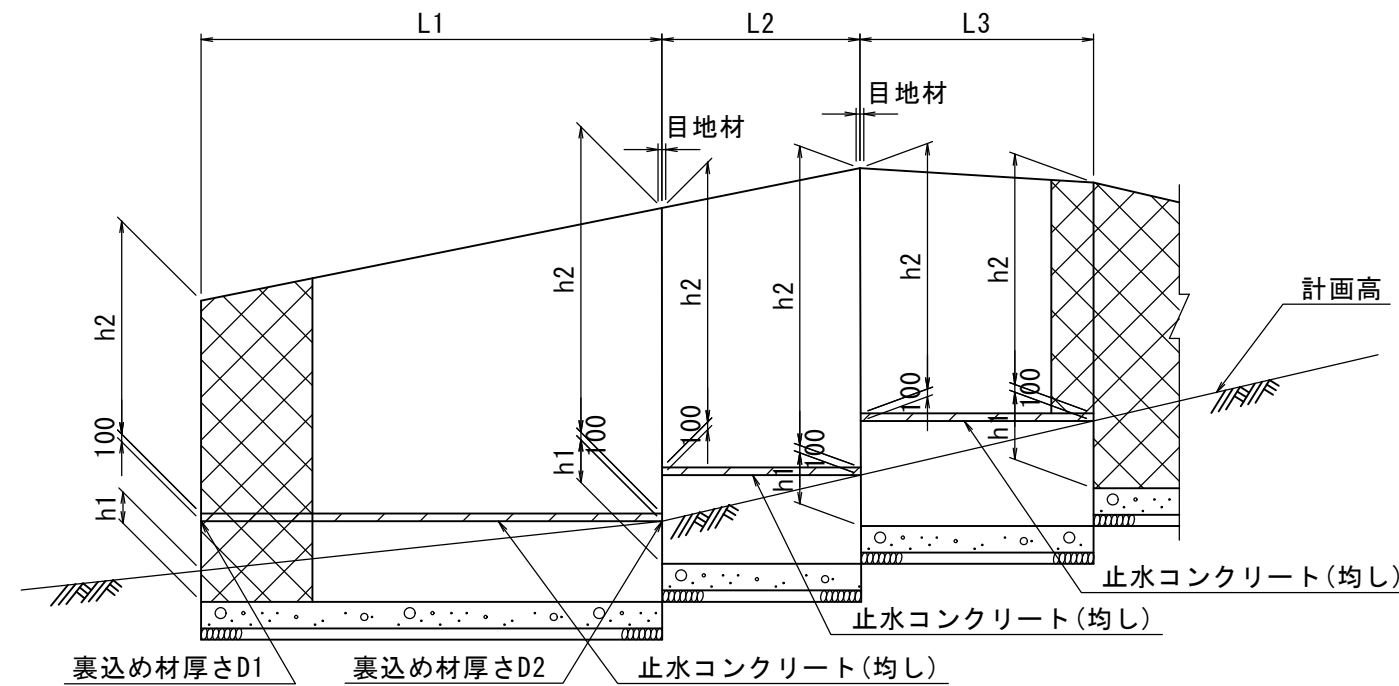 L1
L2
L3
目地材
目地材
h2
h2
h2
h2
h2
h2
計画高
100
100
100
100
100
100
h1
h1
h1
h1
止水コンクリート(均し)
止水コンクリート(均し)
裏込め材厚さD1
裏込め材厚さD2
止水コンクリート(均し)